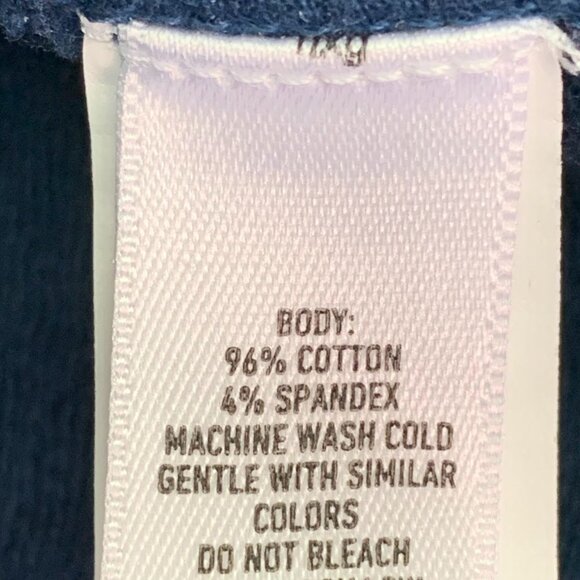 BODY:
96% COTTON
4% SPANDEX
MACHINE WASH COLD
GENTLE WITH SIMILAR
COLORS
DO NOT BLEACH